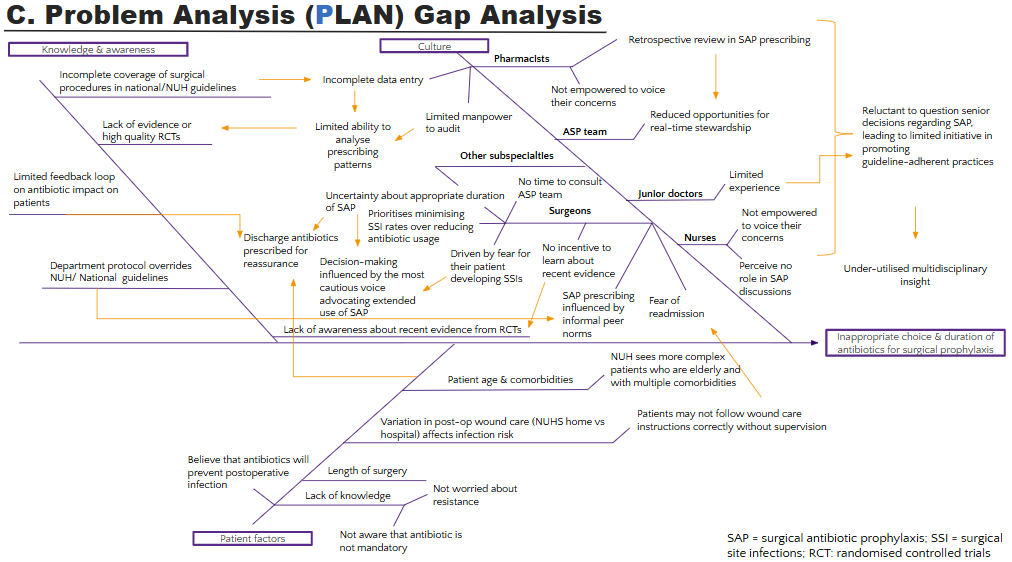 C. Problem Analysis (PLAN) Gap Analysis
Knowledge & awareness
Culture
Incomplete coverage of surgical
procedures in national/NUH guidelines
Incomplete data entry
Pharmacists
Retrospective review in SAP prescribing
Not empowered to voice
their concerns
Lack of evidence or
high quality RCTs
Limited ability to
analyse
prescribing
patterns
Limited manpower
to audit
ASP team
Reduced opportunities for
real-time stewardship
Reluctant to question senior
decisions regarding SAP,
leading to limited initiative in
promoting
guideline-adherent practices
Other subspecialties
Limited feedback loop
on antibiotic impact on
patients
Uncertainty about appropriate duration
of SAP
No time to consult
ASP team
Junior doctors
Limited
experience
Prioritises minimising
SSI rates over reducing
antibiotic usage
Surgeons
Not empowered
to voice their
concerns
Nurses
Discharge antibiotics
prescribed for
reassurance
Decision-making
influenced by the most
cautious voice
advocating extended
use of SAP
Driven by fear for
their patient
developing SSIs
No incentive to
learn about
recent evidence
Perceive no
role in SAP
discussions
Under-utilised multidisciplinary
insight
Department protocol overrides
NUH/ National guidelines
SAP prescribing
influenced by
informal peer
norms
Fear of
readmission
Lack of awareness about recent evidence from RCTs
Inappropriate choice & duration of
antibiotics for surgical prophylaxis
Patient age & comorbidities
NUH sees more complex
patients who are elderly and
with multiple comorbidities
Variation in post-op wound care (NUHS home vs
hospital) affects infection risk
Patients may not follow wound care
instructions correctly without supervision
Believe that antibiotics will
prevent postoperative
infection
Length of surgery
Lack of knowledge
Not worried about
resistance
Patient factors
Not aware that antibiotic is
not mandatory
SAP = surgical antibiotic prophylaxis; SSI = surgical
site infections; RCT: randomised controlled trials